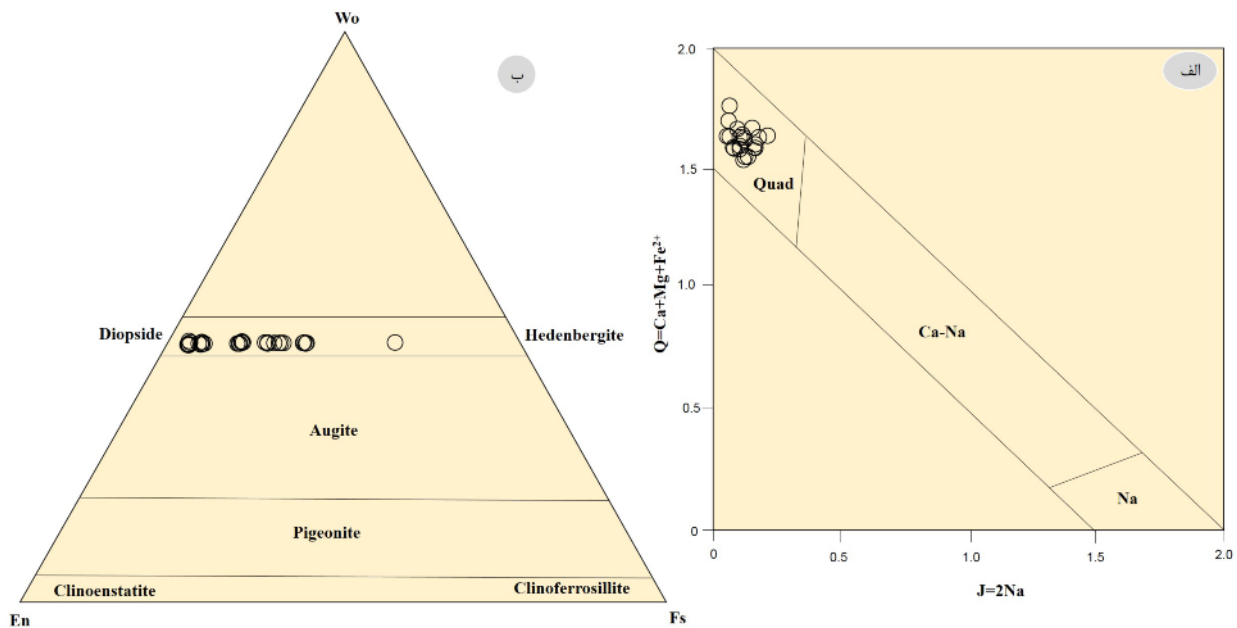 Wo
ب
Diopside
Hedenbergite
Augite
Pigeonite
Clinoenstatite
Clinoferrosillite
En
Fs
الف
2.0
1.5
1.0
0.5
0
Q=Ca+Mg+Fe²⁺
Quad
Ca-Na
Na
0
0.5
1.0
1.5
2.0
J=2Na